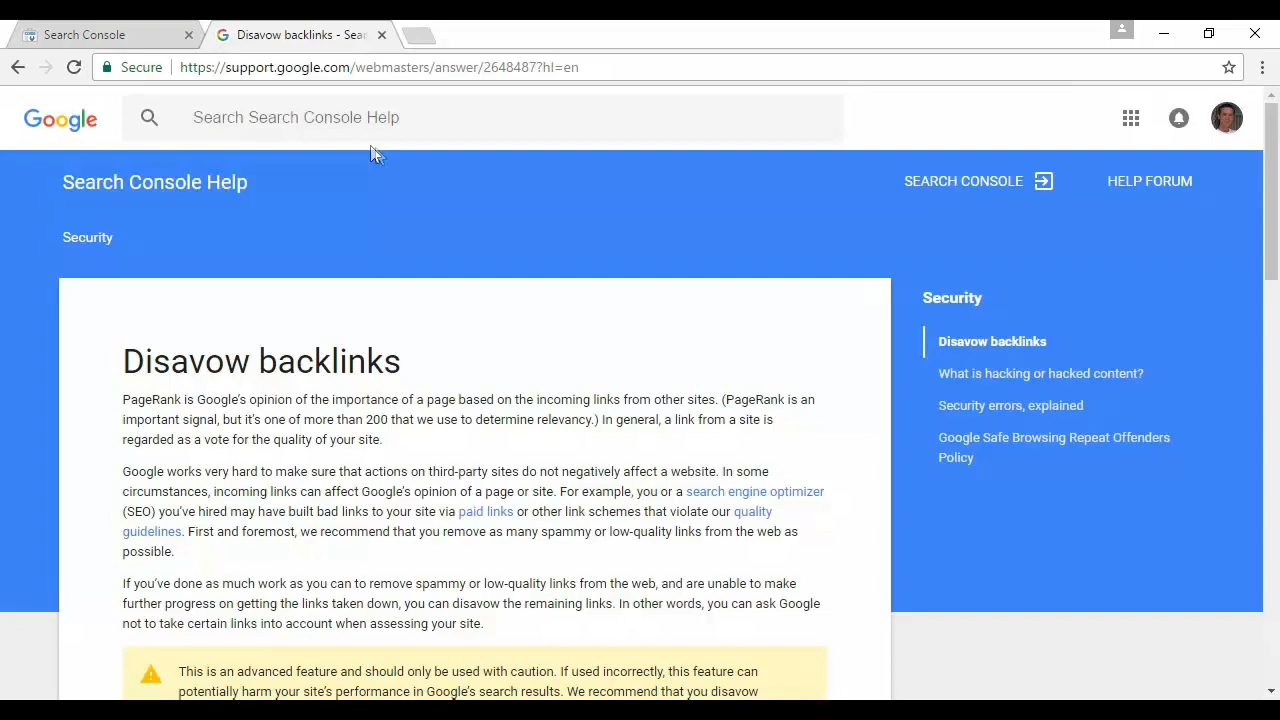 Search Console
Disavow backlinks - Sear
Secure
https://support.google.com/webmasters/answer/2648487?hl=en
Google
Search Search Console Help
Search Console Help
SEARCH CONSOLE
HELP FORUM
Security
Disavow backlinks
PageRank is Google's opinion of the importance of a page based on the incoming links from other sites. (PageRank is an
important signal, but it's one of more than 200 that we use to determine relevancy.) In general, a link from a site is
regarded as a vote for the quality of your site.
Google works very hard to make sure that actions on third-party sites do not negatively affect a website. In some
circumstances, incoming links can affect Google's opinion of a page or site. For example, you or a search engine optimizer
(SEO) you've hired may have built bad links to your site via paid links or other link schemes that violate our quality
guidelines. First and foremost, we recommend that you remove as many spammy or low-quality links from the web as
possible.
If you've done as much work as you can to remove spammy or low-quality links from the web, and are unable to make
further progress on getting the links taken down, you can disavow the remaining links. In other words, you can ask Google
not to take certain links into account when assessing your site.
This is an advanced feature and should only be used with caution. If used incorrectly, this feature can
potentially harm your site's performance in Google's search results. We recommend that you disavow
Security
Disavow backlinks
What is hacking or hacked content?
Security errors, explained
Google Safe Browsing Repeat Offenders
Policy